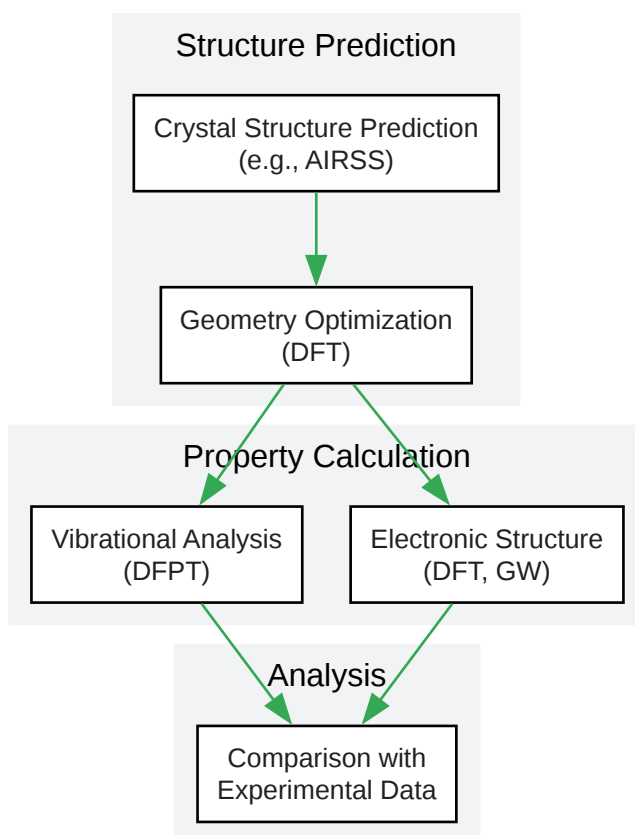 Structure Prediction
Crystal Structure Prediction
(e.g., AIRSS)
Geometry Optimization
(DFT)
Property Calculation
Vibrational Analysis
(DFPT)
Electronic Structure
(DFT, GW)
Analysis
Comparison with
Experimental Data